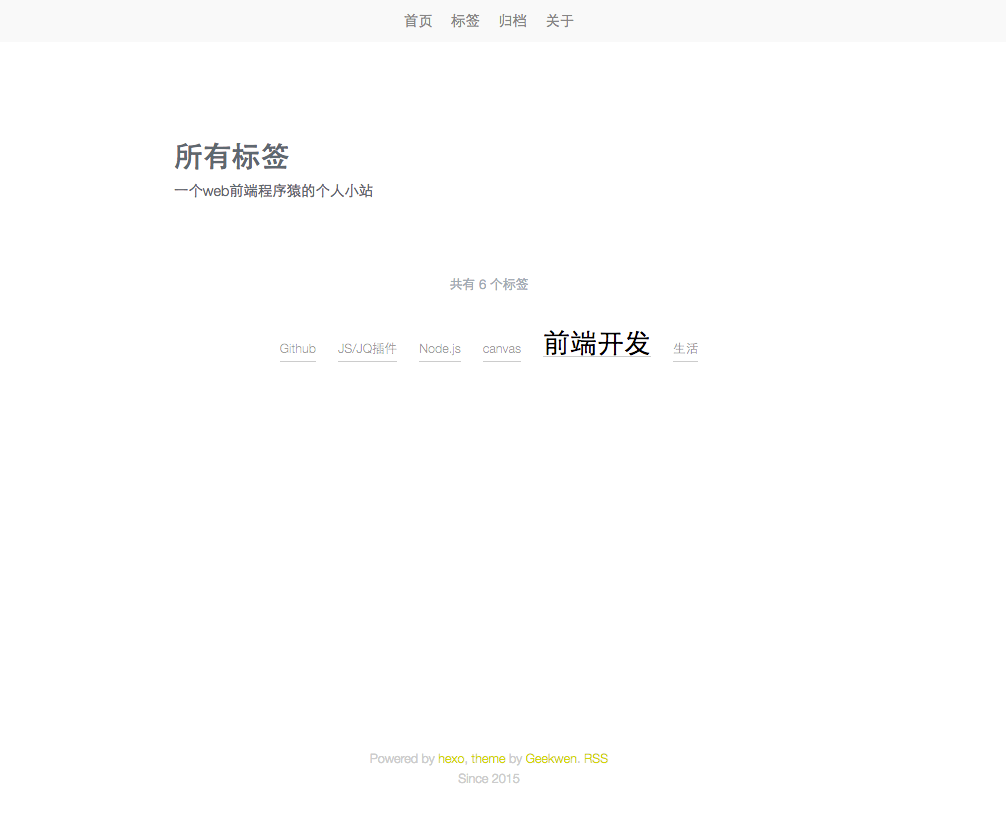 首页 标签 归档 关于
所有标签
一个web前端程序猿的个人小站
共有 6 个标签
Github JS/JQ插件 Node.js canvas 前端开发 生活
Powered by hexo, theme by Geekwen. RSS
Since 2015